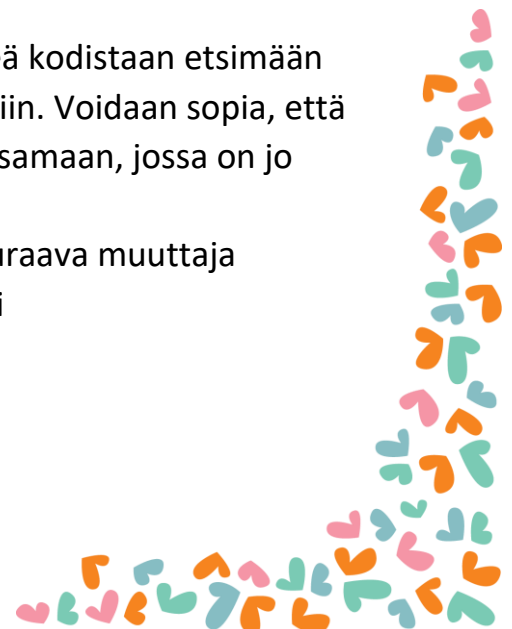 ä kodistaan etsimään
iin. Voidaan sopia, että
samaan, jossa on jo
uraava muuttaja
i